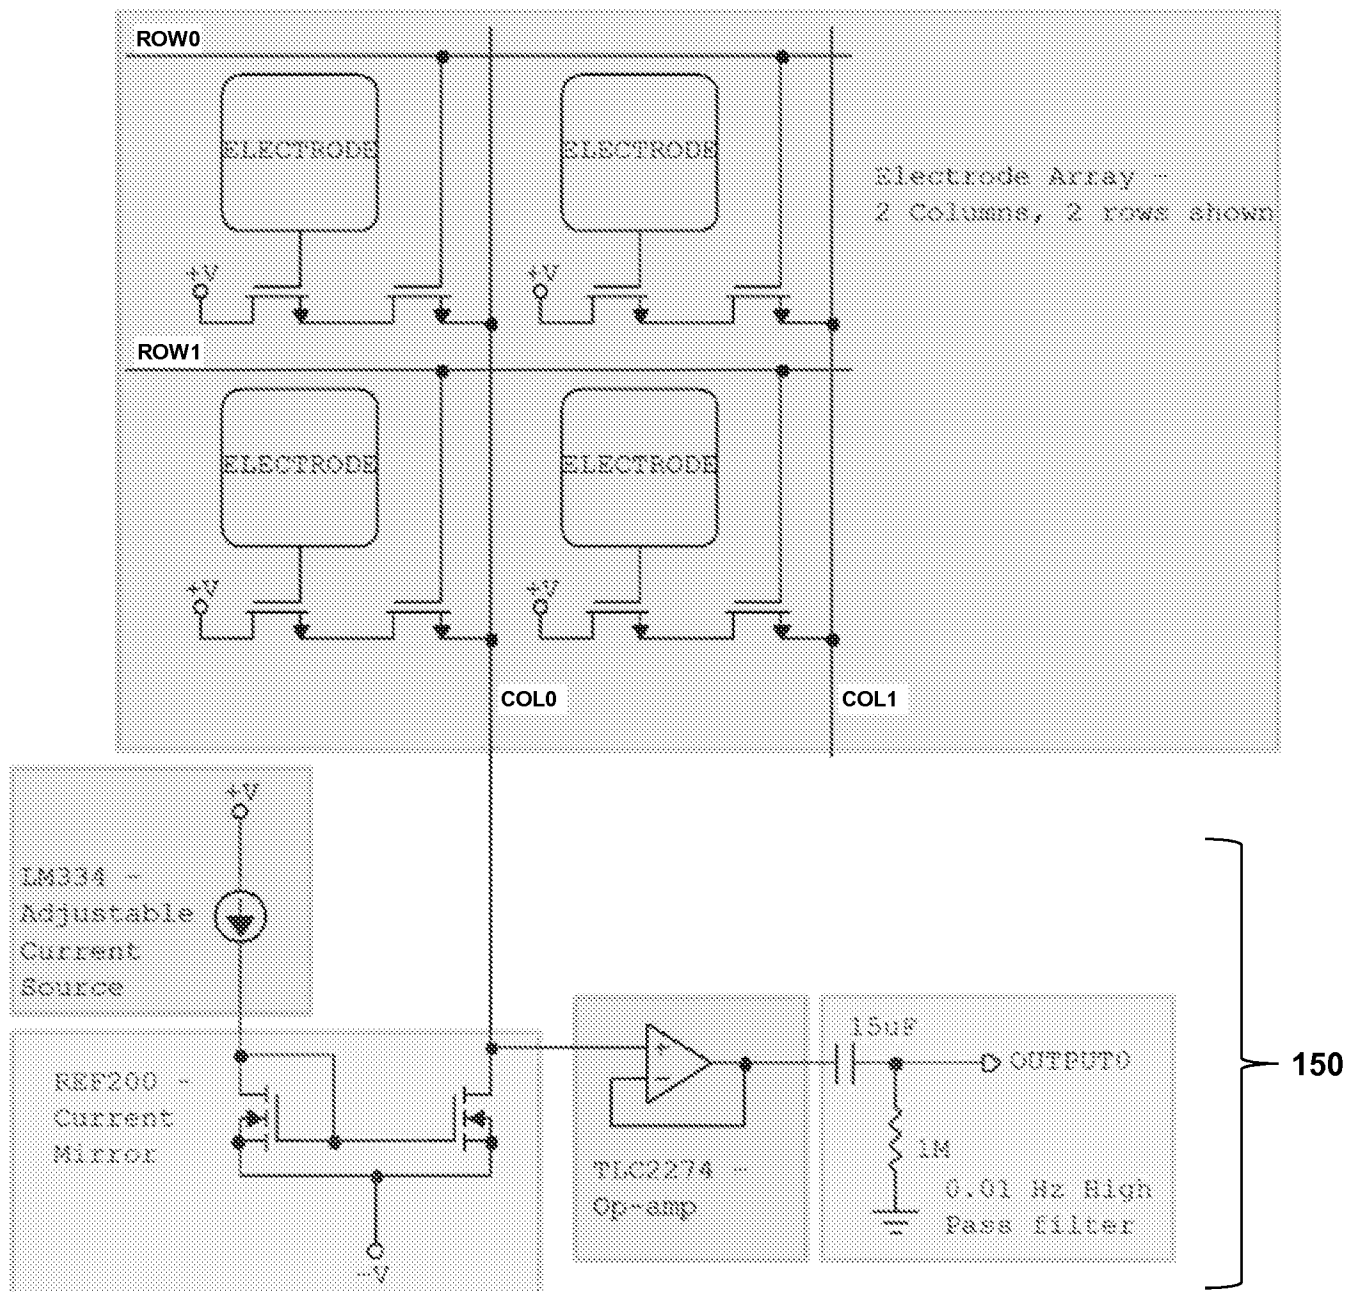 ROW0
ELECTRODE
ELECTRODE
Electrode Array -
2 Columns, 2 rows shown
+V
+V
ROW1
ELECTRODE
ELECTRODE
+V
+V
COL0
COL1
+V
LM334 -
Adjustable
Current
Source
REF200 -
Current
Mirror
-V
+
-
TLC2274 -
Op-amp
15uF
OUTPUT0
1M
0.01 Hz High
Pass filter
150